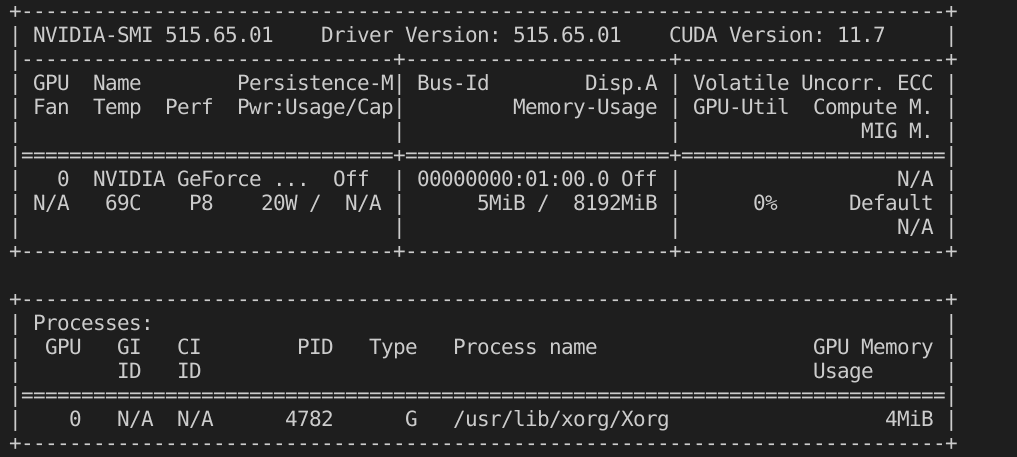 +-----------------------------------------------------------------------------+
| NVIDIA-SMI 515.65.01    Driver Version: 515.65.01    CUDA Version: 11.7     |
|-------------------------------+----------------------+----------------------+
| GPU  Name        Persistence-M| Bus-Id        Disp.A | Volatile Uncorr. ECC |
| Fan  Temp  Perf  Pwr:Usage/Cap|         Memory-Usage | GPU-Util  Compute M. |
|                               |                      |               MIG M. |
|===============================+======================+======================|
|   0  NVIDIA GeForce ...  Off  | 00000000:01:00.0 Off |                  N/A |
| N/A   69C    P8    20W /  N/A |      5MiB /  8192MiB |      0%      Default |
|                               |                      |                  N/A |
+-------------------------------+----------------------+----------------------+

+-----------------------------------------------------------------------------+
| Processes:                                                                  |
|  GPU   GI   CI        PID   Type   Process name                  GPU Memory |
|        ID   ID                                                   Usage      |
|=============================================================================|
|    0   N/A  N/A      4782      G   /usr/lib/xorg/Xorg                  4MiB |
+-----------------------------------------------------------------------------+